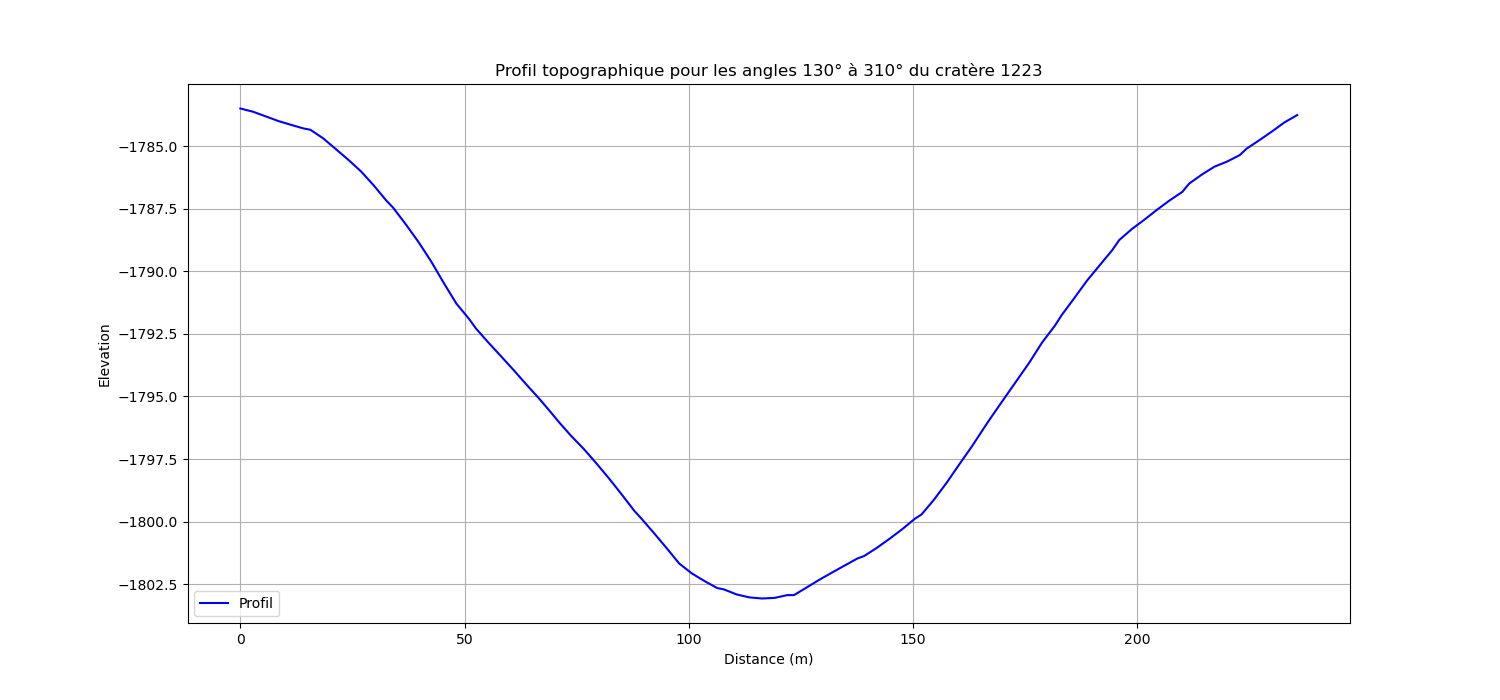 Profil topographique pour les angles 130° à 310° du cratère 1223
Elevation
−1785.0
−1787.5
−1790.0
−1792.5
−1795.0
−1797.5
−1800.0
−1802.5
Profil
0 50 100 150 200
Distance (m)